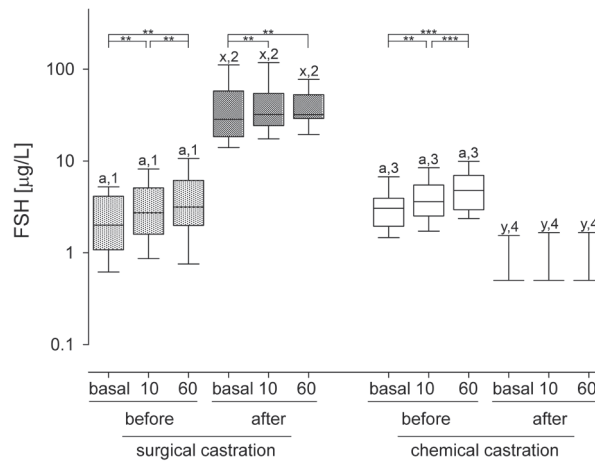 ** ** ***
** ** ** ** ***
100
x,2 x,2 x,2
10
a,1 a,1 a,1 a,3 a,3 a,3
1
y,4 y,4 y,4
0.1
FSH [µg/L]
basal 10 60 basal 10 60 basal 10 60 basal 10 60
before after before after
surgical castration chemical castration